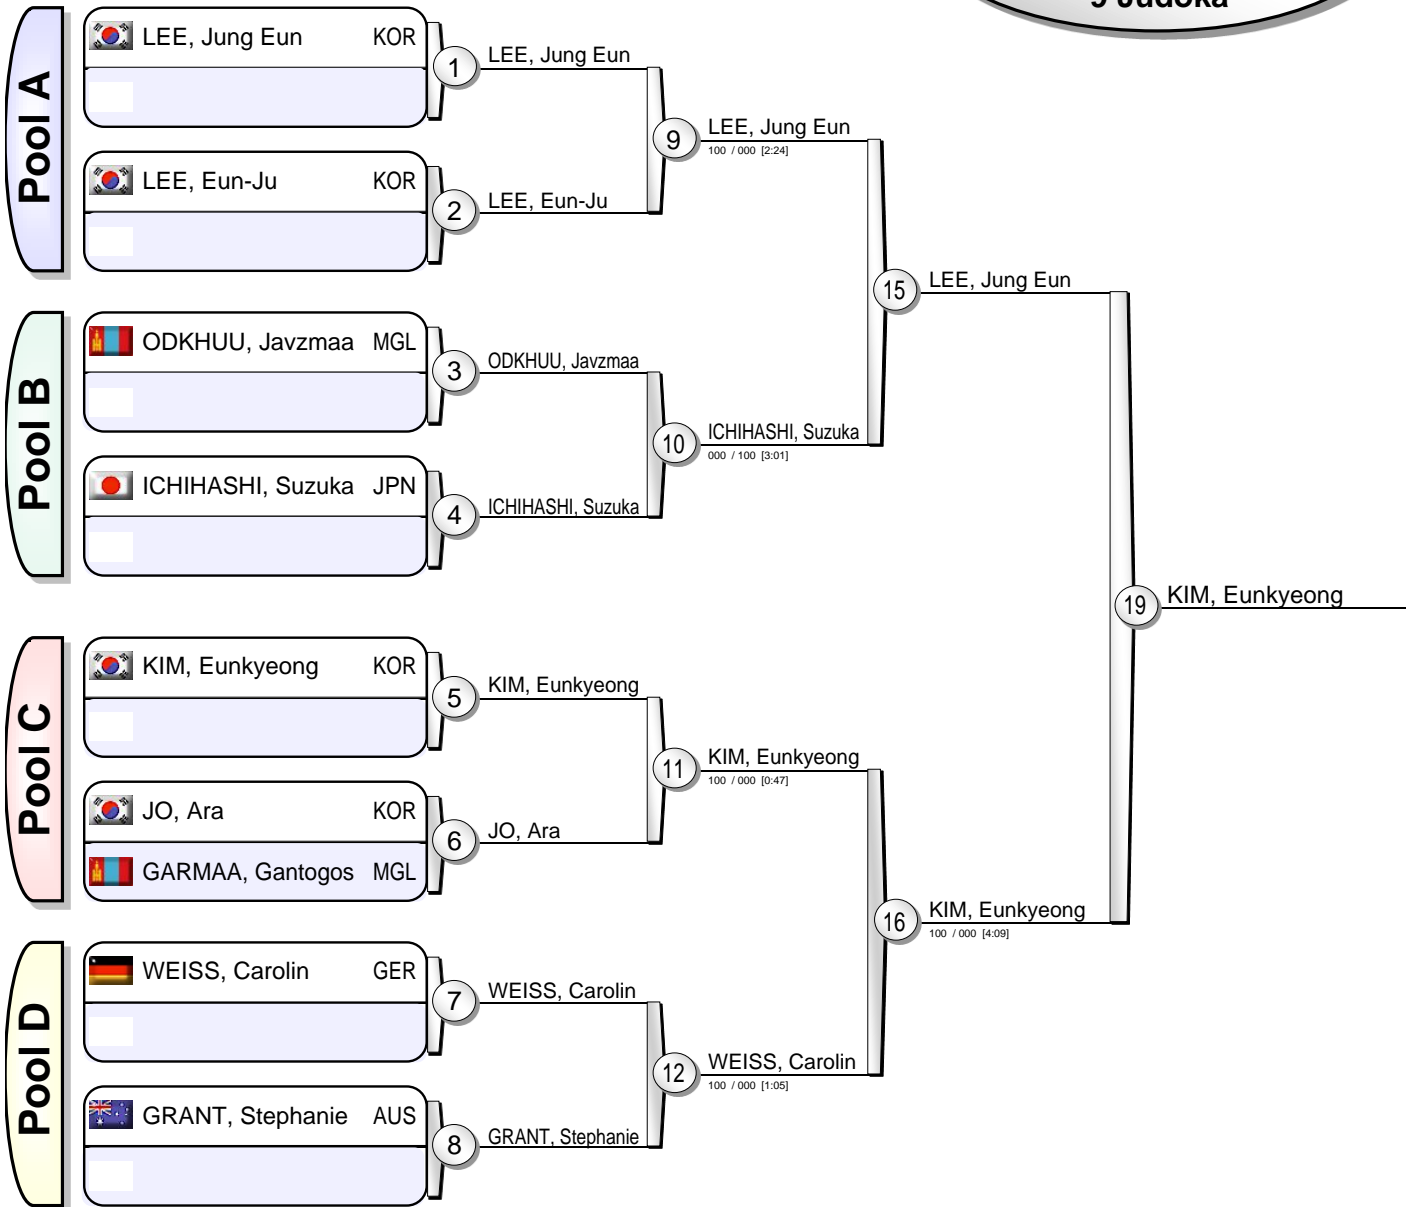 9 Judoka
Pool A
LEE, Jung Eun KOR
1
LEE, Jung Eun
LEE, Eun-Ju KOR
2
LEE, Eun-Ju
9
LEE, Jung Eun
100 / 000 [2:24]
Pool B
ODKHUU, Javzmaa MGL
3
ODKHUU, Javzmaa
ICHIHASHI, Suzuka JPN
4
ICHIHASHI, Suzuka
10
ICHIHASHI, Suzuka
000 / 100 [3:01]
15
LEE, Jung Eun
Pool C
KIM, Eunkyeong KOR
5
KIM, Eunkyeong
JO, Ara KOR
GARMAA, Gantogos MGL
6
JO, Ara
11
KIM, Eunkyeong
100 / 000 [0:47]
Pool D
WEISS, Carolin GER
7
WEISS, Carolin
GRANT, Stephanie AUS
8
GRANT, Stephanie
12
WEISS, Carolin
100 / 000 [1:05]
16
KIM, Eunkyeong
100 / 000 [4:09]
19
KIM, Eunkyeong